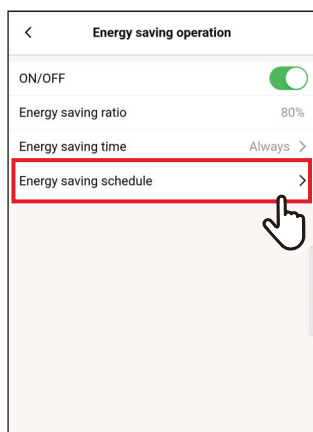 Energy saving operation
ON/OFF
Energy saving ratio 80%
Energy saving time Always
Energy saving schedule